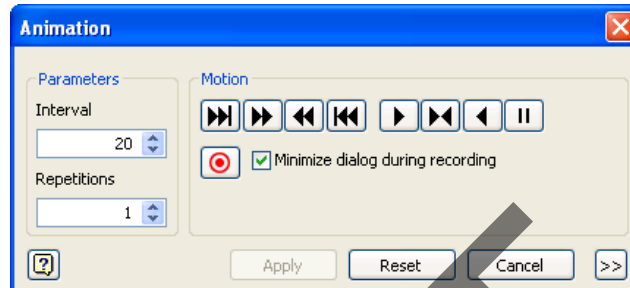 Animation
Parameters
Motion
Interval
20
Minimize dialog during recording
Repetitions
1
Apply
Reset
Cancel
>>